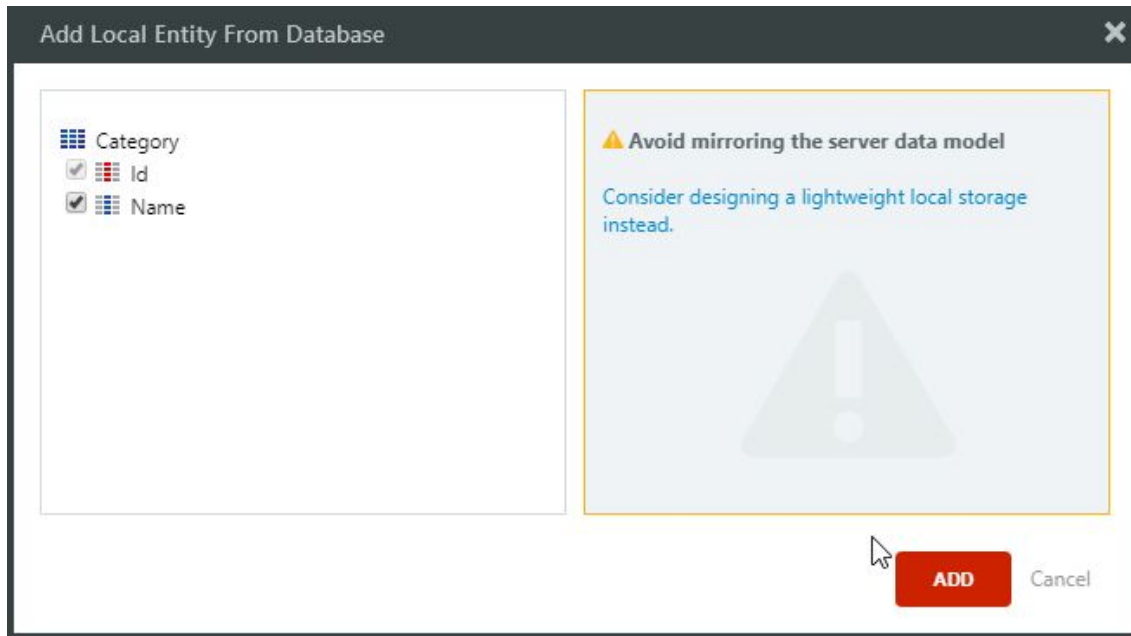 Add Local Entity From Database
Category
Id
Name
Avoid mirroring the server data model
Consider designing a lightweight local storage
instead.
ADD
Cancel